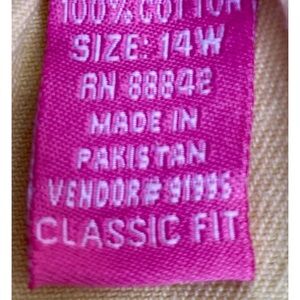 100% COTTON
SIZE: 14W
RN 88842
MADE IN
PAKISTAN
VENDOR# 91995
CLASSIC FIT